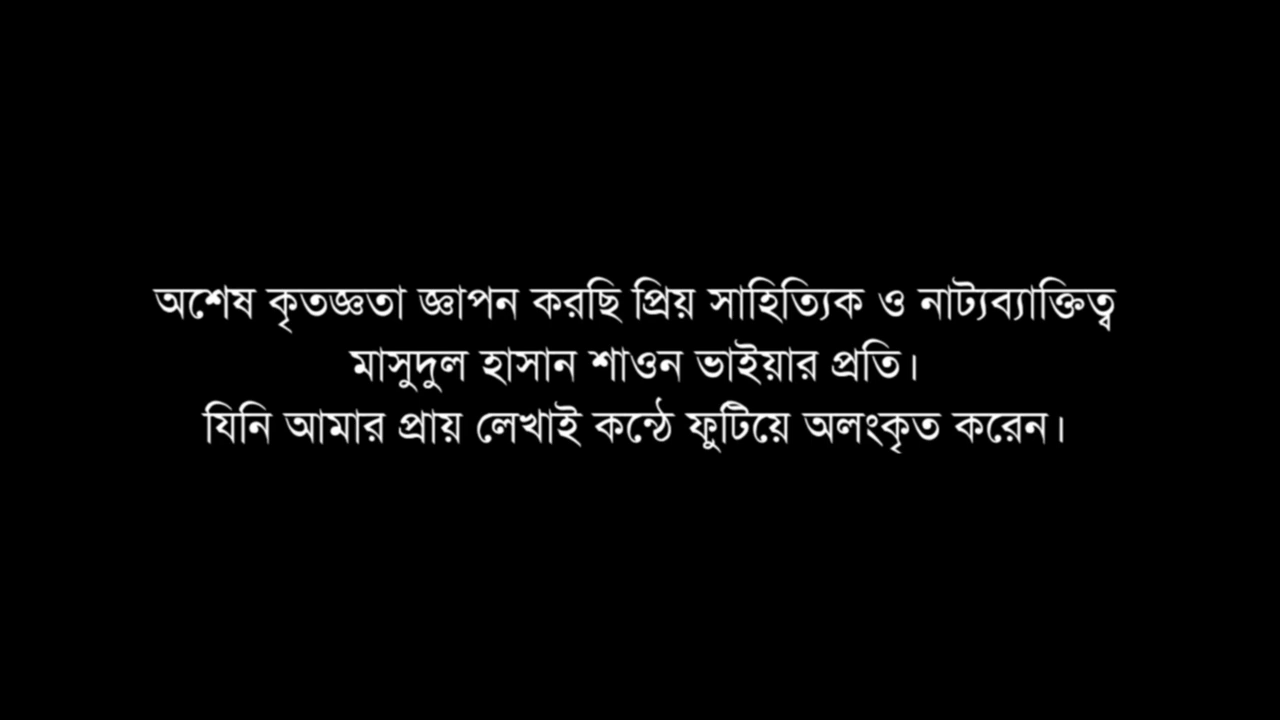 অশেষ কৃতজ্ঞতা জ্ঞাপন করছি প্রিয় সাহিত্যিক ও নাট্যব্যাক্তিত্ব
মাসুদুল হাসান শাওন ভাইয়ার প্রতি।
যিনি আমার প্রায় লেখাই কন্ঠে ফুটিয়ে অলংকৃত করেন।